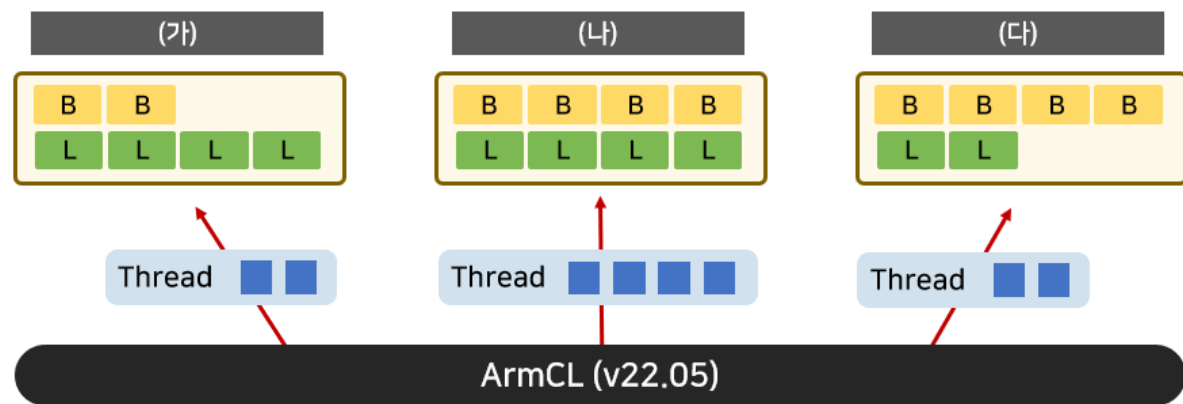 (가) (나) (다)
B B B B B B B B B B
L L L L L L L L L L
Thread Thread Thread
ArmCL (v22.05)